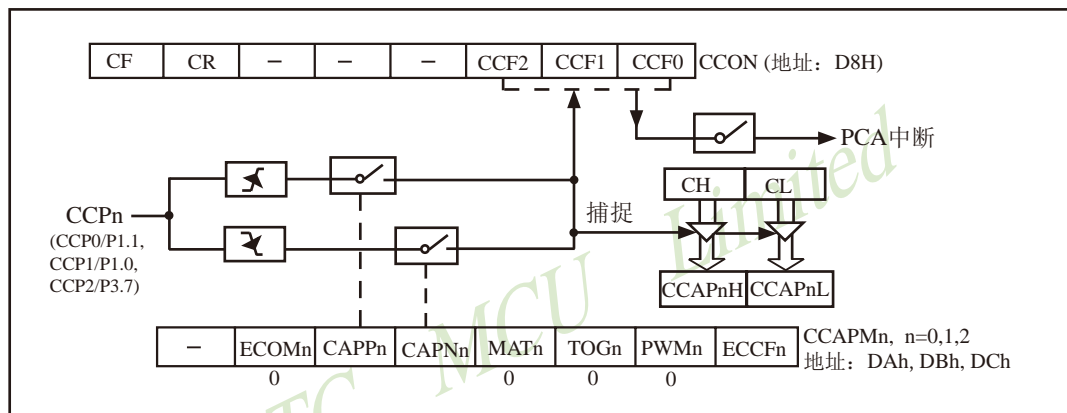 CF CR – – – CCF2 CCF1 CCF0 CCON (地址：D8H)
PCA中断
CH CL
CCPn
(CCP0/P1.1,
CCP1/P1.0,
CCP2/P3.7)
捕捉
CCAPnH CCAPnL
– ECOMn CAPPn CAPNn MATn TOGn PWMn ECCFn
CCAPMn, n=0,1,2
地址：DAh, DBh, DCh
0 0 0 0
MCU Limited